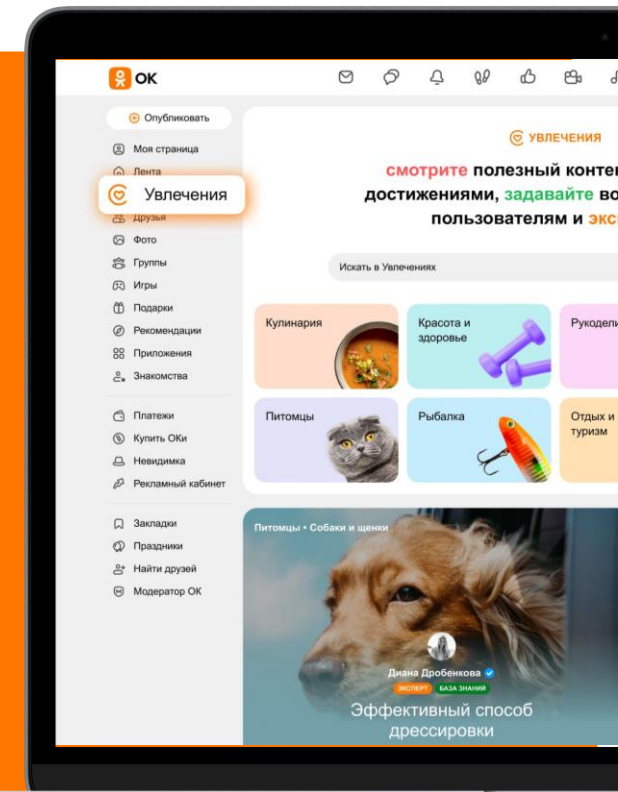 ОК
Опубликовать
Моя страница
Лента
Увлечения
Друзья
Фото
Группы
Игры
Подарки
Рекомендации
Приложения
Знакомства
Платежи
Купить ОКи
Невидимка
Рекламный кабинет
Закладки
Праздники
Найти друзей
Модератор ОК
УВЛЕЧЕНИЯ
смотрите полезный конте
достижениями, задавайте во
пользователям и экс
Искать в Увлечениях
Кулинария
Красота и
здоровье
Рукодели
Питомцы
Рыбалка
Отдых и
туризм
Питомцы • Собаки и щенки
Диана Дробенкова
ЭКСПЕРТ БАЗА ЗНАНИЙ
Эффективный способ
дрессировки